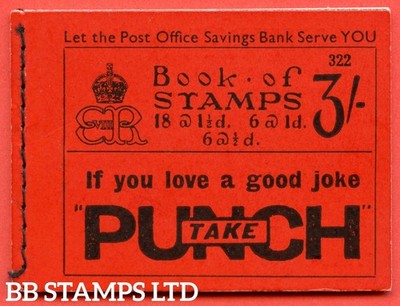 Let the Post Office Savings Bank Serve YOU
322
Book·of
STAMPS 3/-
18 @ 1½d. 6 @ 1d.
6 @ ½d.
EVIIIR
If you love a good joke
"PUNCH"
TAKE
BB STAMPS LTD